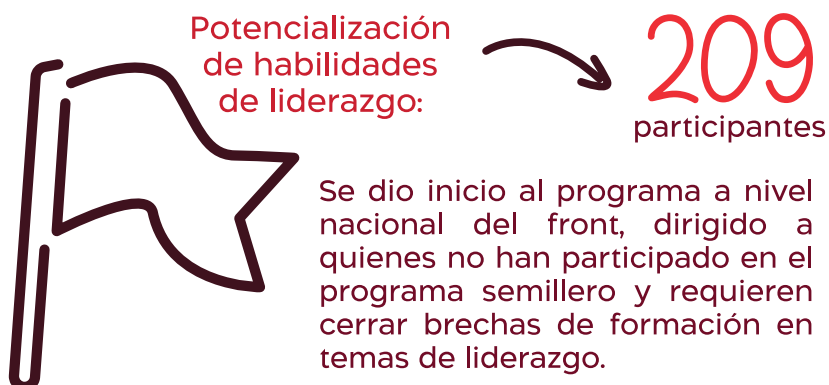 Potencialización
de habilidades
de liderazgo:
209
participantes
Se dio inicio al programa a nivel
nacional del front, dirigido a
quienes no han participado en el
programa semillero y requieren
cerrar brechas de formación en
temas de liderazgo.